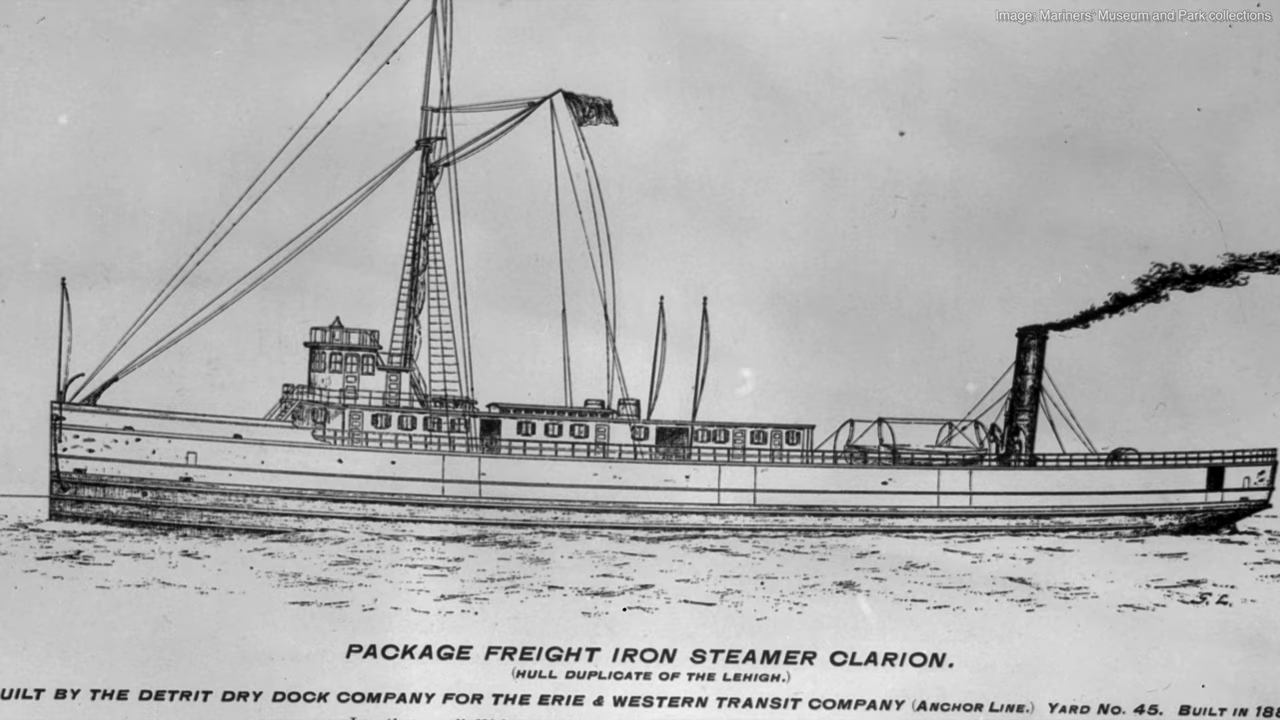 Image: Mariners' Museum and Park collections
S. L.
PACKAGE FREIGHT IRON STEAMER CLARION.
(HULL DUPLICATE OF THE LEHIGH.)
UILT BY THE DETRIT DRY DOCK COMPANY FOR THE ERIE & WESTERN TRANSIT COMPANY (ANCHOR LINE.) YARD NO. 45. BUILT IN 188